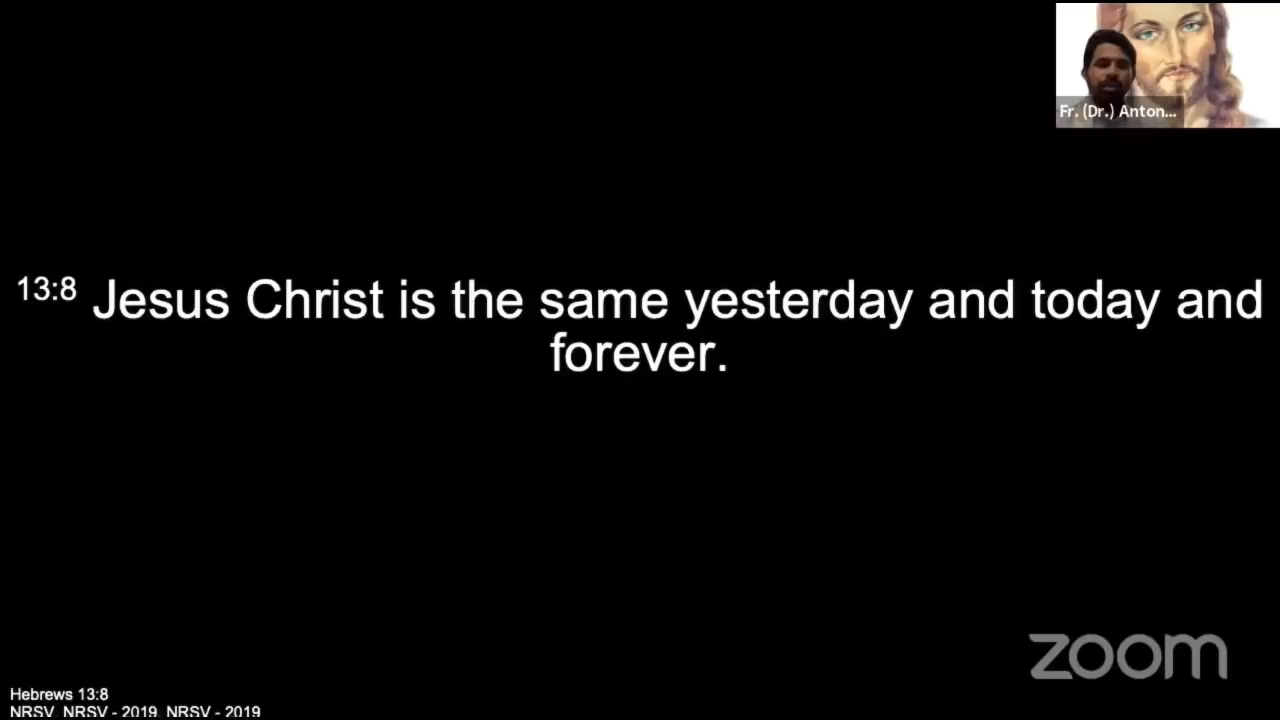 Fr. (Dr.) Anton...
13:8 Jesus Christ is the same yesterday and today and
forever.
zoom
Hebrews 13:8
NRSV, NRSV - 2019, NRSV - 2019